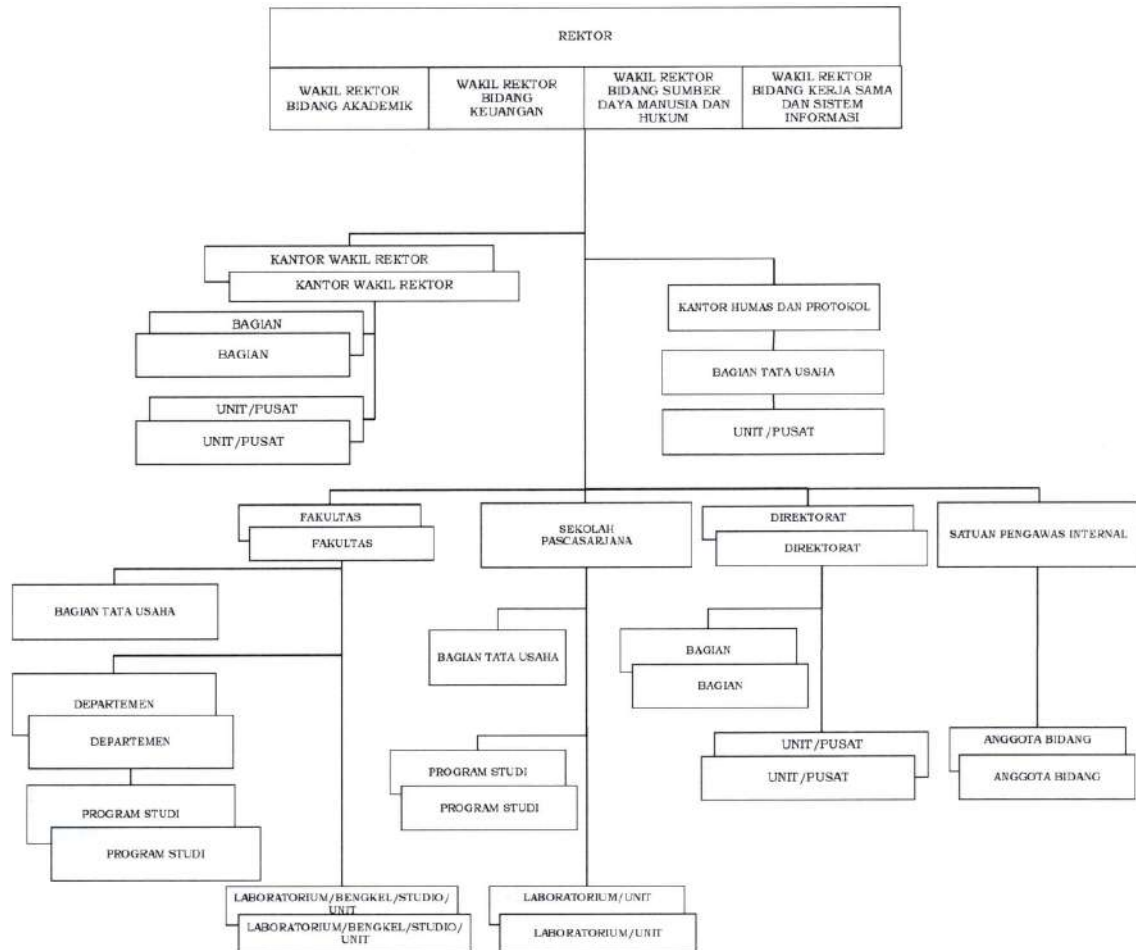 REKTOR
WAKIL REKTOR
BIDANG AKADEMIK
WAKIL REKTOR
BIDANG
KEUANGAN
WAKIL REKTOR
BIDANG SUMBER
DAYA MANUSIA DAN
HUKUM
WAKIL REKTOR
BIDANG KERJA SAMA
DAN SISTEM
INFORMASI
KANTOR WAKIL REKTOR
KANTOR WAKIL REKTOR
BAGIAN
BAGIAN
UNIT/PUSAT
UNIT/PUSAT
KANTOR HUMAS DAN PROTOKOL
BAGIAN TATA USAHA
UNIT/PUSAT
FAKULTAS
FAKULTAS
BAGIAN TATA USAHA
DEPARTEMEN
DEPARTEMEN
PROGRAM STUDI
PROGRAM STUDI
LABORATORIUM/BENGKEL/STUDIO/
UNIT
LABORATORIUM/BENGKEL/STUDIO/
UNIT
SEKOLAH
PASCASARJANA
BAGIAN TATA USAHA
PROGRAM STUDI
PROGRAM STUDI
LABORATORIUM/UNIT
LABORATORIUM/UNIT
DIREKTORAT
DIREKTORAT
BAGIAN
BAGIAN
UNIT/PUSAT
UNIT/PUSAT
SATUAN PENGAWAS INTERNAL
ANGGOTA BIDANG
ANGGOTA BIDANG